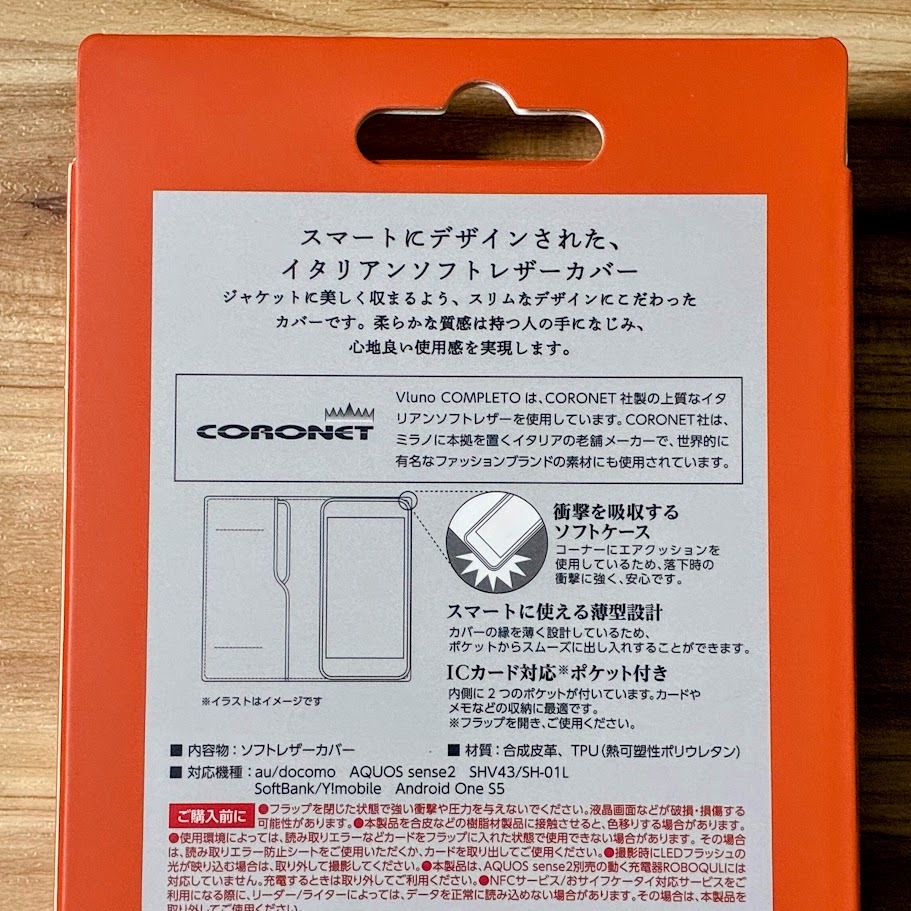 スマートにデザインされた、
イタリアンソフトレザーカバー
ジャケットに美しく収まるよう、スリムなデザインにこだわった
カバーです。柔らかな質感は持つ人の手になじみ、
心地良い使用感を実現します。
CORONET
Vluno COMPLETO は、CORONET 社製の上質なイタ
リアンソフトレザーを使用しています。CORONET社は、
ミラノに本拠を置くイタリアの老舗メーカーで、世界的に
有名なファッションブランドの素材にも使用されています。
衝撃を吸収する
ソフトケース
コーナーにエアクッションを
使用しているため、落下時の
衝撃に強く、安心です。
スマートに使える薄型設計
カバーの縁を薄く設計しているため、
ポケットからスムーズに出し入れすることができます。
ICカード対応※ポケット付き
内側に2つのポケットが付いています。カードや
メモなどの収納に最適です。
※フラップを開き、ご使用ください。
※イラストはイメージです
■ 内容物：ソフトレザーカバー
■ 材質：合成皮革、TPU（熱可塑性ポリウレタン）
■ 対応機種：au/docomo AQUOS sense2 SHV43/SH-01L
SoftBank/Y!mobile Android One S5
ご購入前に ●フラップを閉じた状態で強い衝撃や圧力を与えないでください。液晶画面などが破損・損傷する
可能性があります。●本製品を合皮などの樹脂材製品に接触させると、色移りする場合があります。
●使用環境によっては、読み取りエラーなどカードをフラップに入れた状態で使用できない場合があります。その場合
は、読み取りエラー防止シートをご使用いただくか、カードを取り出してご使用ください。●撮影時にLEDフラッシュの
光が映り込む場合は、取り外して撮影してください。●本製品は、AQUOS sense2別売の動く充電器ROBOQULには
対応していません。充電するときは取り外してご利用ください。●NFCサービス/おサイフケータイ対応サービスをご
利用になる際に、リーダー/ライターによっては、データを正常に読み込めない場合があります。その場合は、本製品を
取り外してご使用ください。